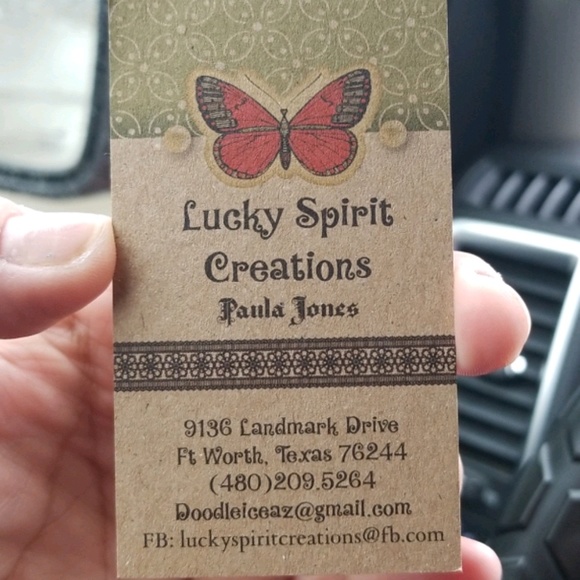 Lucky Spirit
Creations
Paula Jones
9136 Landmark Drive
Ft Worth, Texas 76244
(480)209.5264
Doodleiceaz@gmail.com
FB: luckyspiritcreations@fb.com